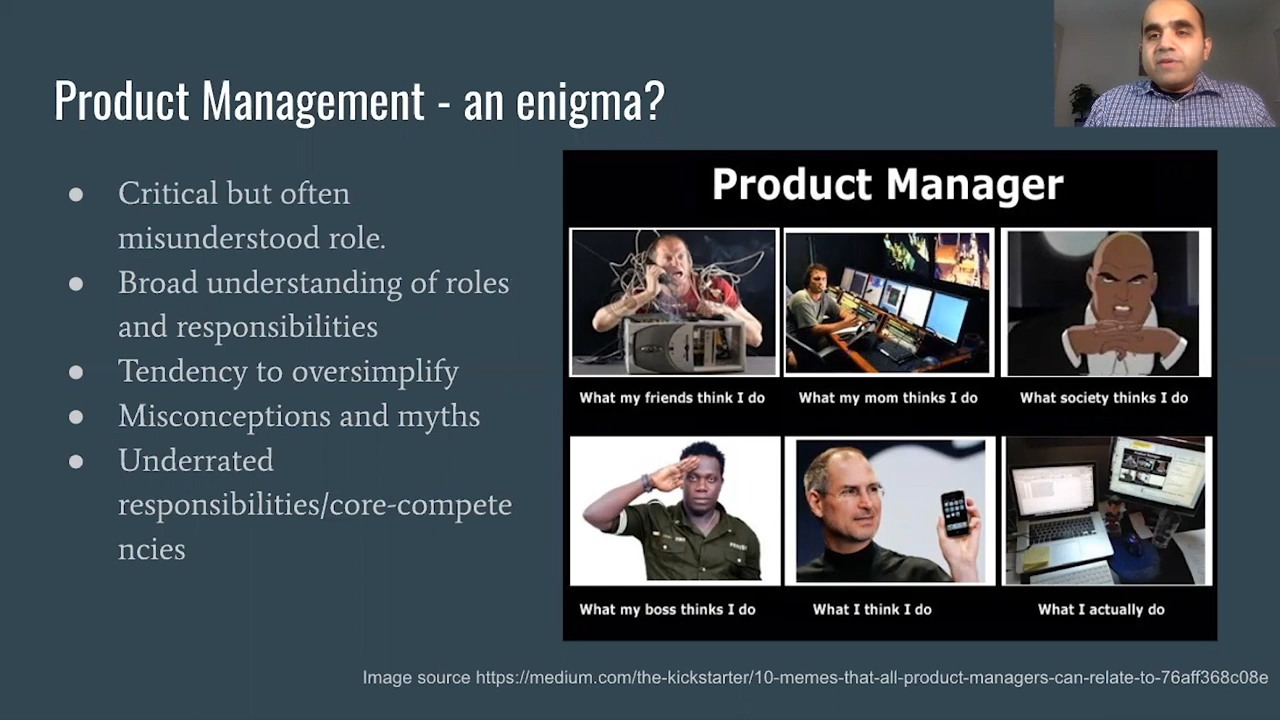 Product Management - an enigma?
● Critical but often
misunderstood role.
● Broad understanding of roles
and responsibilities
● Tendency to oversimplify
● Misconceptions and myths
● Underrated
responsibilities/core-compete
ncies
Product Manager
What my friends think I do
What my mom thinks I do
What society thinks I do
What my boss thinks I do
What I think I do
What I actually do
Image source https://medium.com/the-kickstarter/10-memes-that-all-product-managers-can-relate-to-76aff368c08e